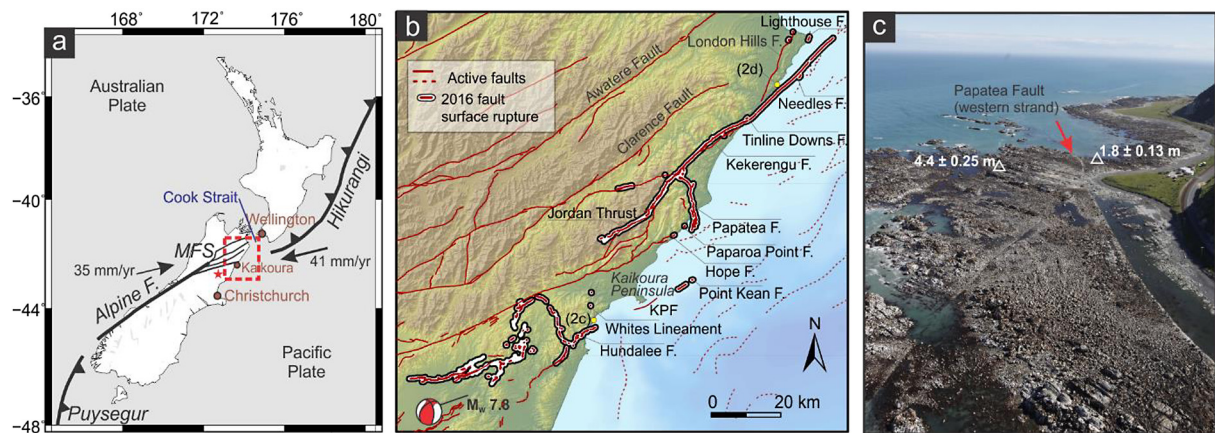 a
168
172
176
180
−36
−40
−44
−48
Australian
Plate
Cook Strait
Wellington
Hikurangi
MFS
35 mm/yr
41 mm/yr
Kaikoura
Alpine F.
Christchurch
Pacific
Plate
Puysegur
b
Active faults
2016 fault
surface rupture
Lighthouse F.
London Hills F.
(2d)
Awatere Fault
Needles F.
Clarence Fault
Tinline Downs F.
Kekerengu F.
Jordan Thrust
Papatea F.
Paparoa Point F.
Hope F.
Kaikoura
Peninsula
Point Kean F.
KPF
(2c)
Whites Lineament
Hundalee F.
N
Mw 7.8
0
20 km
c
Papatea Fault
(western strand)
4.4 ± 0.25 m
1.8 ± 0.13 m